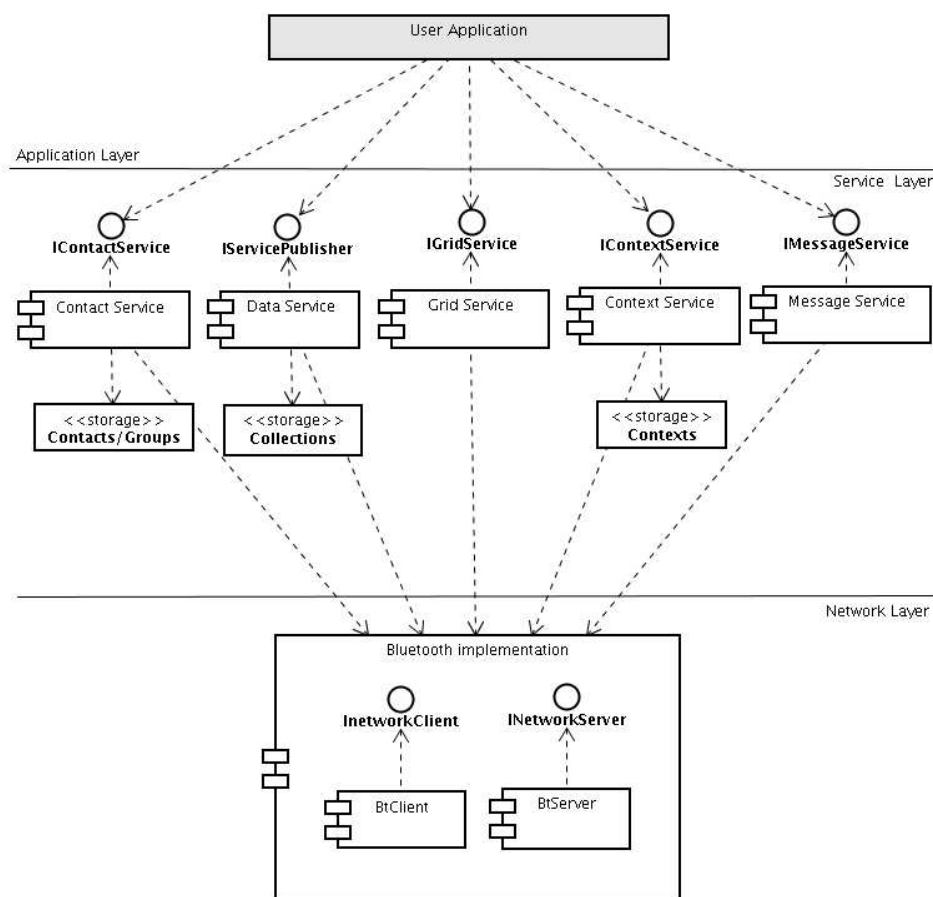 User Application
Application Layer
Service Layer
IContactService
IServicePublisher
IGridService
IContextService
IMessageService
Contact Service
Data Service
Grid Service
Context Service
Message Service
<<storage>>
Contacts/Groups
<<storage>>
Collections
<<storage>>
Contexts
Network Layer
Bluetooth implementation
InetworkClient
INetworkServer
BtClient
BtServer